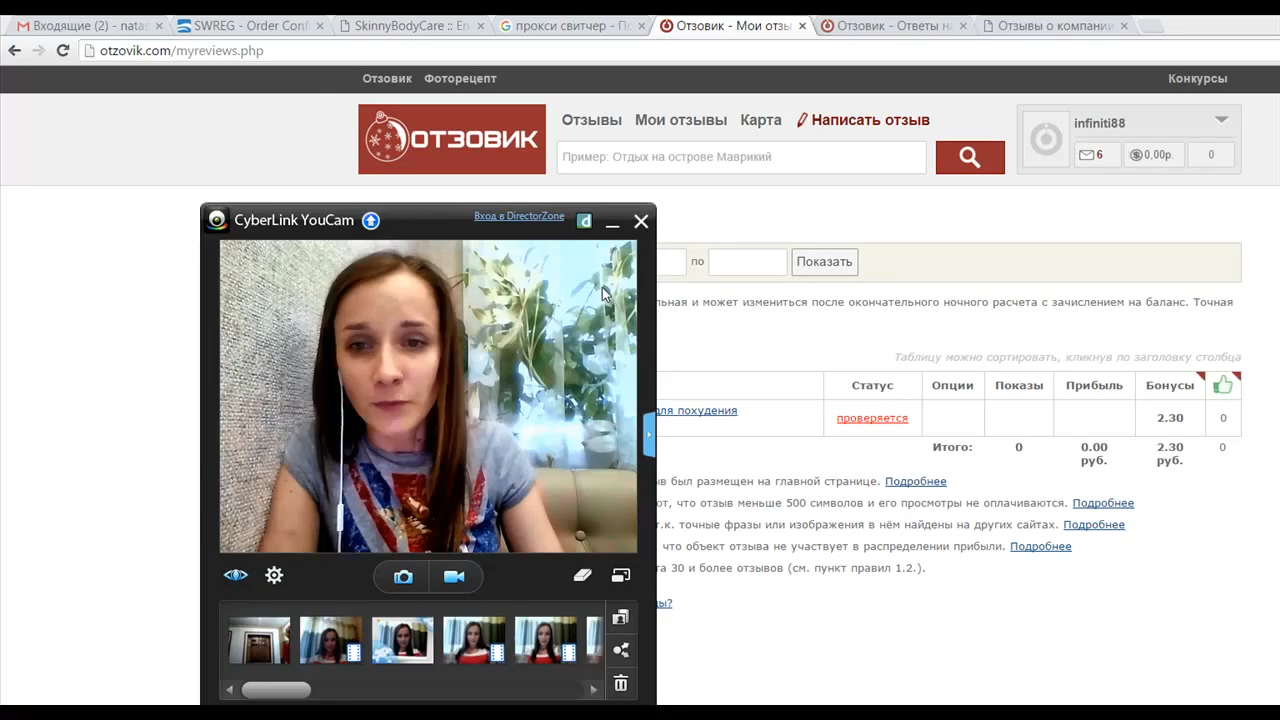 Входящие (2) - natas
SWREG - Order Conf
SkinnyBodyCare :: En
прокси свитчер - По
Отзовик - Мои отзы
Отзовик - Ответы на
Отзывы о компании
otzovik.com/myreviews.php
Отзовик Фоторецепт Конкурсы
ОТЗОВИК
Отзывы Мои отзывы Карта Написать отзыв
Пример: Отдых на острове Маврикий
infiniti88
6 0,00р. 0
CyberLink YouCam
Вход в DirectorZone
по Показать
льная и может измениться после окончательного ночного расчета с зачислением на баланс. Точная
Таблицу можно сортировать, кликнув по заголовку столбца
Статус Опции Показы Прибыль Бонусы
для похудения
проверяется 2.30 0
Итого: 0 0.00 руб. 2.30 руб. 0
ыв был размещен на главной странице. Подробнее
от, что отзыв меньше 500 символов и его просмотры не оплачиваются. Подробнее
т.к. точные фразы или изображения в нём найдены на других сайтах. Подробнее
что объект отзыва не участвует в распределении прибыли. Подробнее
та 30 и более отзывов (см. пункт правил 1.2.).
ды?